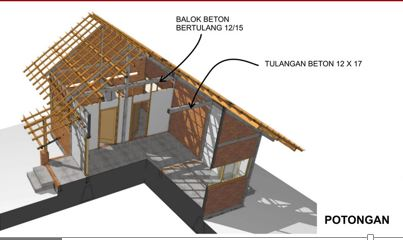 BALOK BETON
BERTULANG 12/15
TULANGAN BETON 12 X 17
POTONGAN